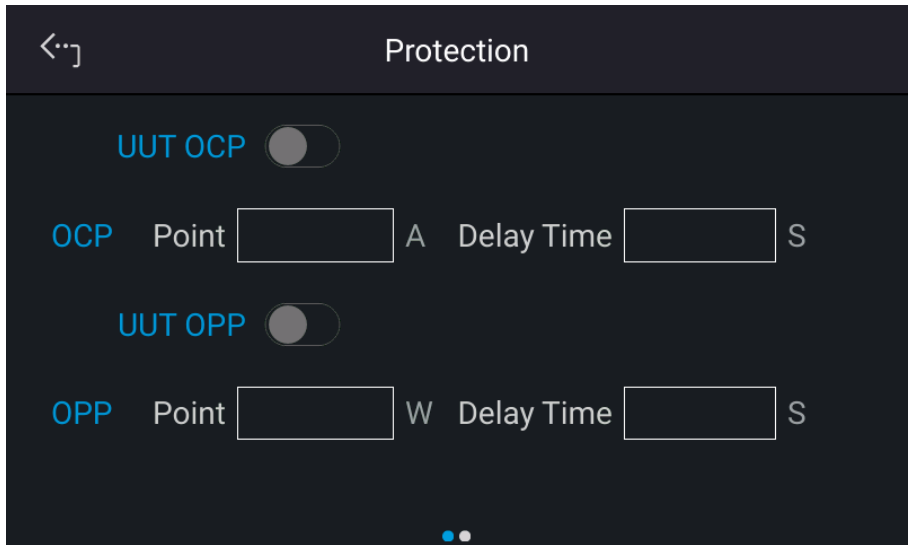 Protection
UUT OCP
OCP Point A Delay Time S
UUT OPP
OPP Point W Delay Time S